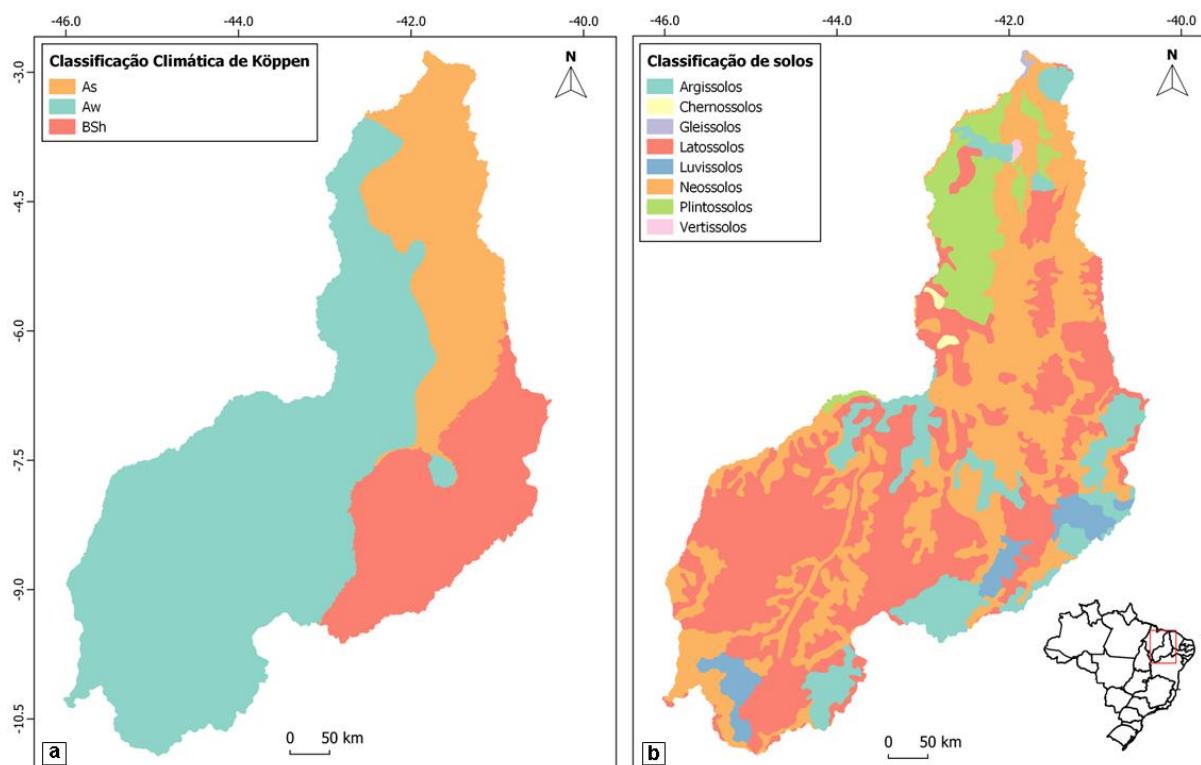 -46.0
-44.0
-42.0
-40.0
-46.0
-44.0
-42.0
-40.0
Classificação Climática de Köppen
As
Aw
BSh
N
Classificação de solos
Argissolos
Chernossolos
Gleissolos
Latossolos
Luvissolos
Neossolos
Plintossolos
Vertissolos
N
-3.0
-4.5
-6.0
-7.5
-9.0
-10.5
a
0 50 km
b
0 50 km